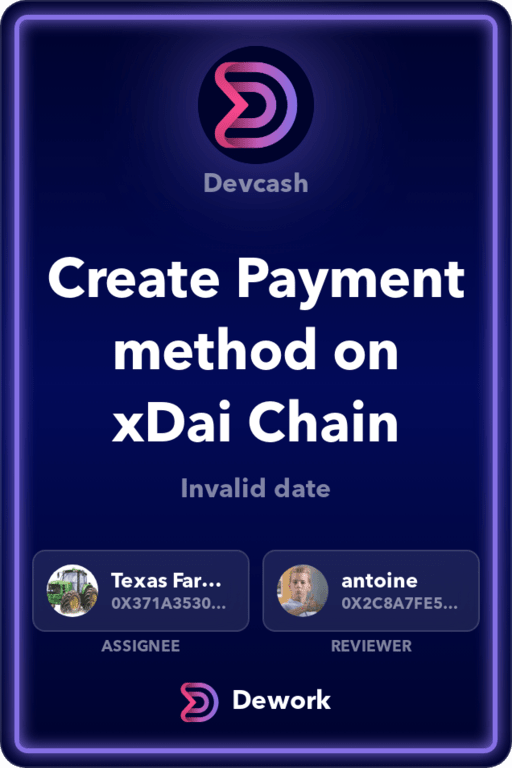 Devcash
Create Payment
method on
xDai Chain
Invalid date
Texas Far...
0X371A3530...
ASSIGNEE
antoine
0X2C8A7FE5...
REVIEWER
Dework